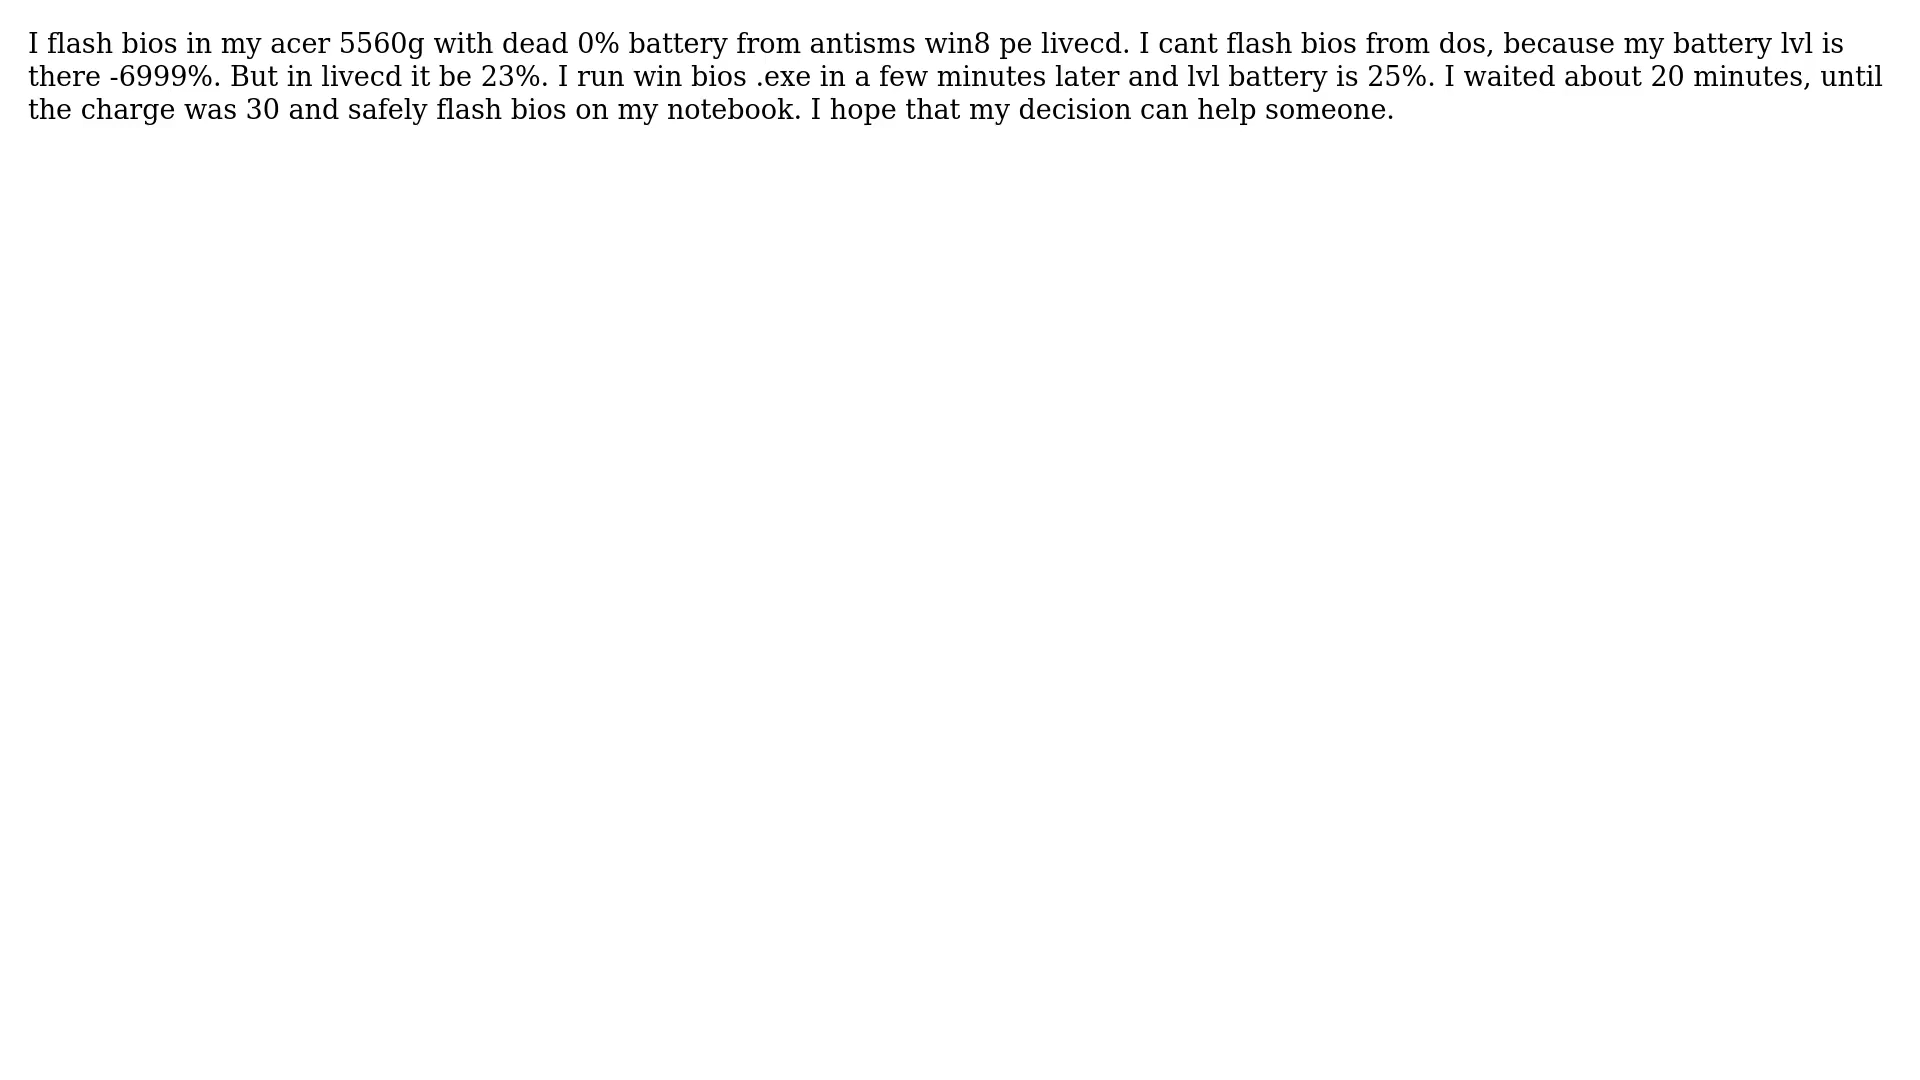 I flash bios in my acer 5560g with dead 0% battery from antisms win8 pe livecd. I cant flash bios from dos, because my battery lvl is
there -6999%. But in livecd it be 23%. I run win bios .exe in a few minutes later and lvl battery is 25%. I waited about 20 minutes, until
the charge was 30 and safely flash bios on my notebook. I hope that my decision can help someone.